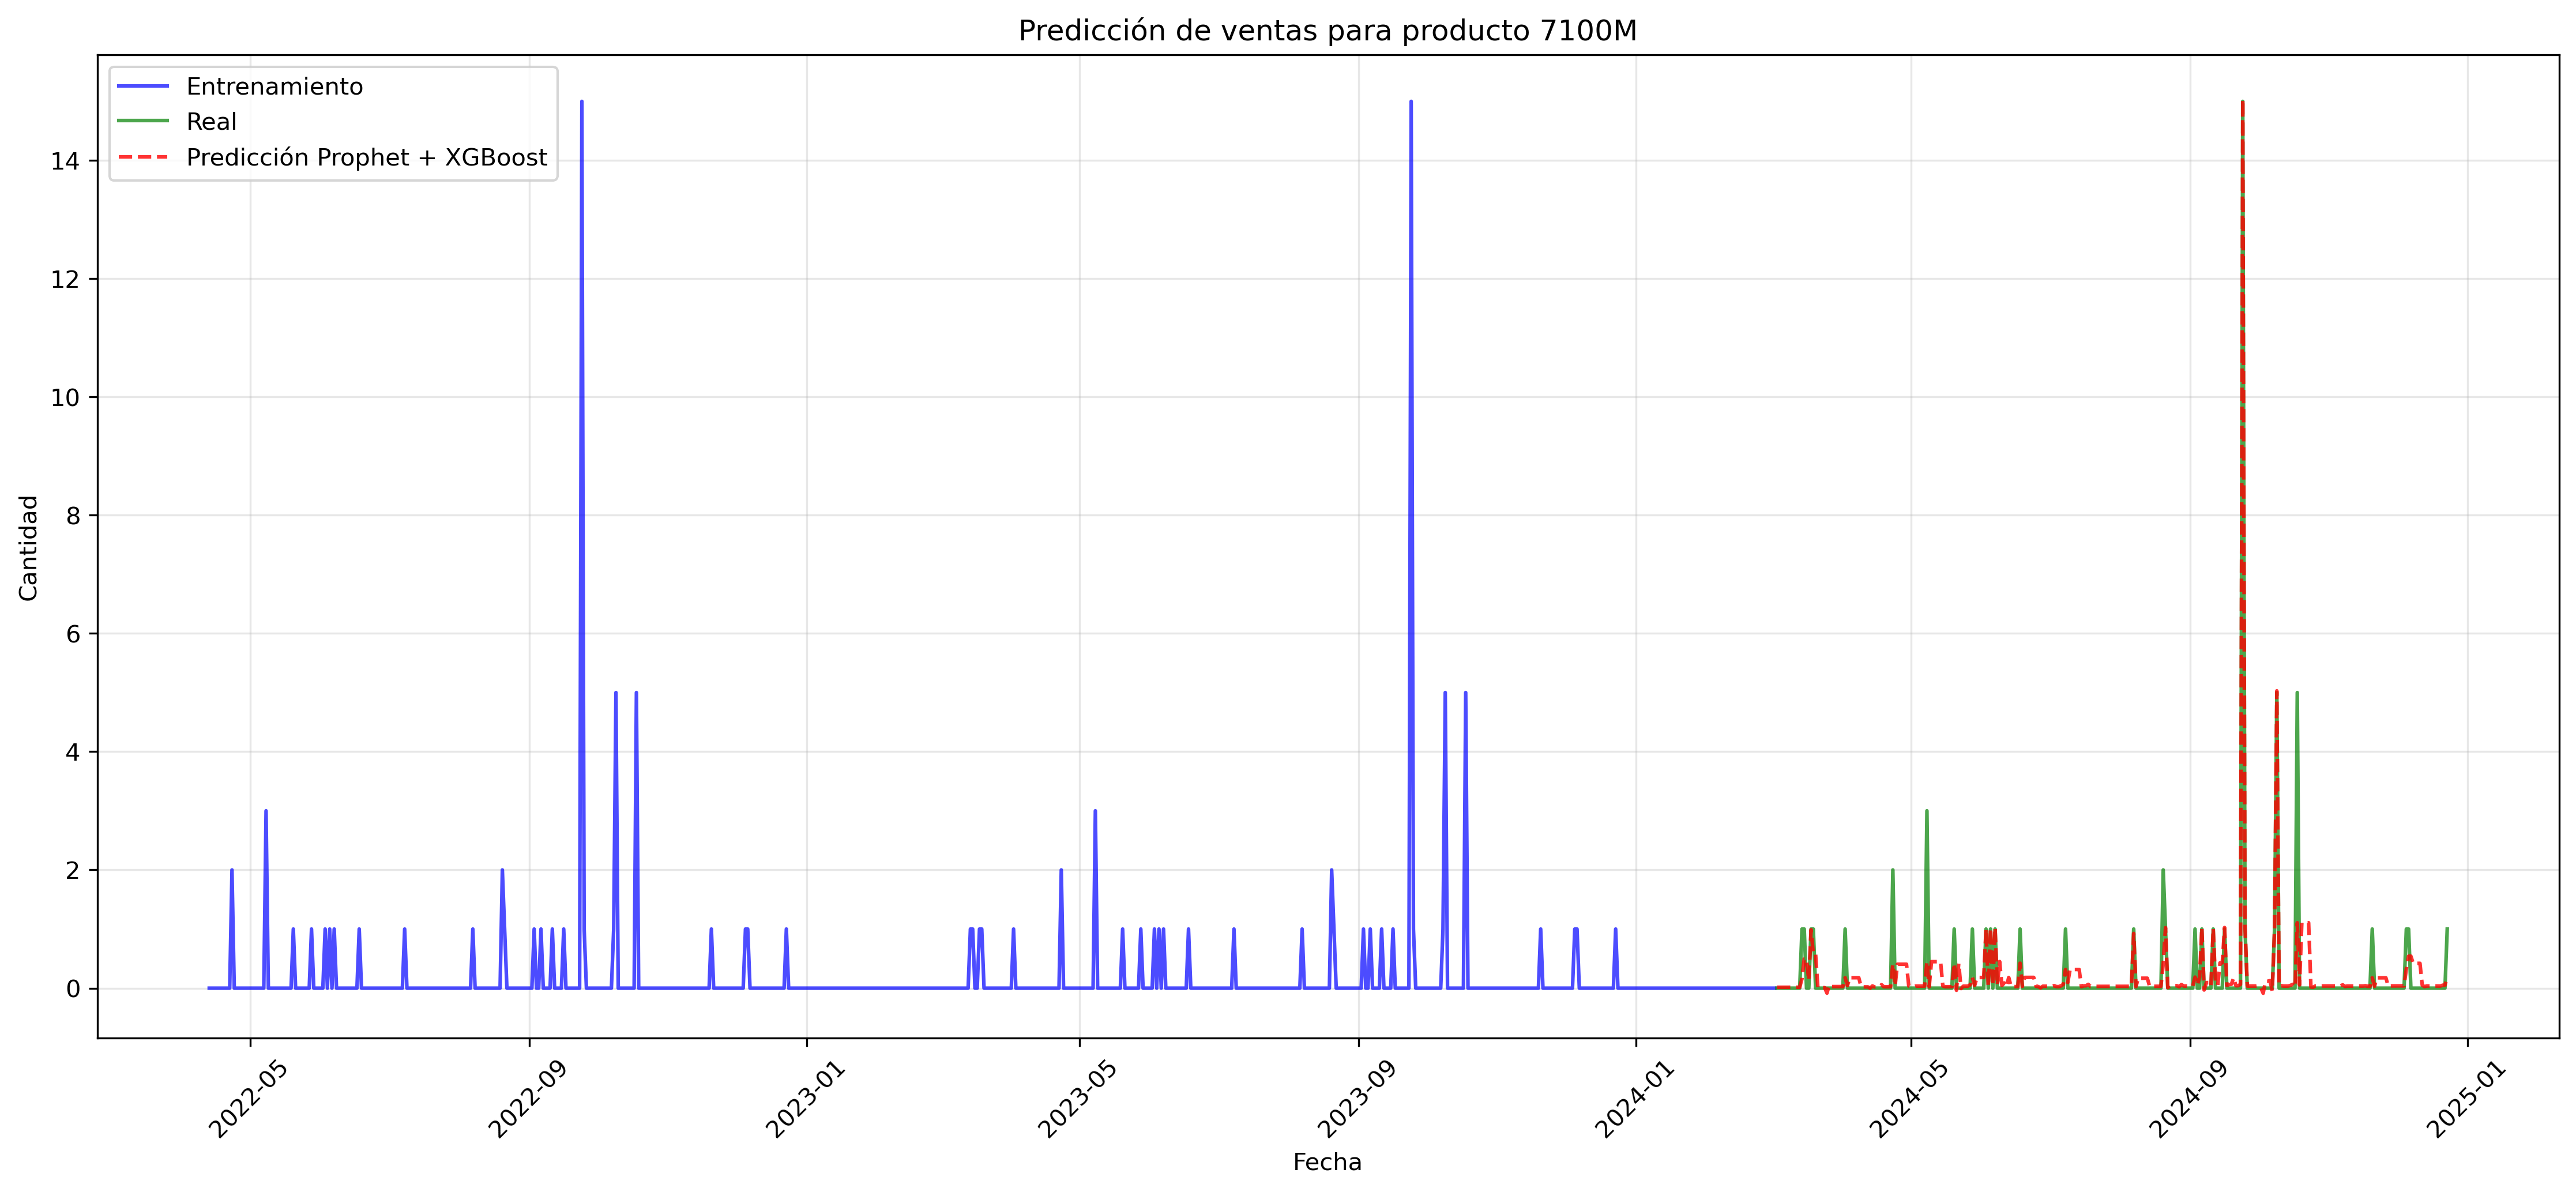 Predicción de ventas para producto 7100M
Entrenamiento
Real
Predicción Prophet + XGBoost
Cantidad
14
12
10
8
6
4
2
0
2022-05
2022-09
2023-01
2023-05
2023-09
2024-01
2024-05
2024-09
2025-01
Fecha